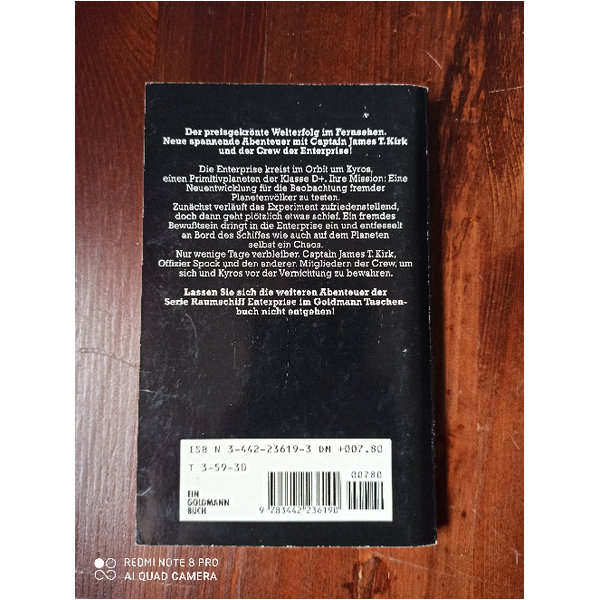 Der preisgekrönte Welterfolg im Fernsehen.
Neue spannende Abenteuer mit Captain James T. Kirk
und der Crew der Enterprise!
Die Enterprise kreist im Orbit um Kyros,
einen Primitivplaneten der Klasse D+. Ihre Mission: Eine
Neuentwicklung für die Beobachtung fremder
Planetenvölker zu testen.
Zunächst verläuft das Experiment zufriedenstellend,
doch dann geht plötzlich etwas schief. Ein fremdes
Bewußtsein dringt in die Enterprise ein und entfesselt
an Bord des Schiffes wie auch auf dem Planeten
selbst ein Chaos.
Nur wenige Tage verbleiben Captain James T. Kirk,
Offizier Spock und den anderen Mitgliedern der Crew, um
sich und Kyros vor der Vernichtung zu bewahren.
Lassen Sie sich die weiteren Abenteuer der
Serie Raumschiff Enterprise im Goldmann Taschen-
buch nicht entgehen!
ISBN 3-442-23619-3 DM +007.80
T 3-59-30
00780
EIN
GOLDMANN
BUCH
9 783442 236190
REDMI NOTE 8 PRO
AI QUAD CAMERA